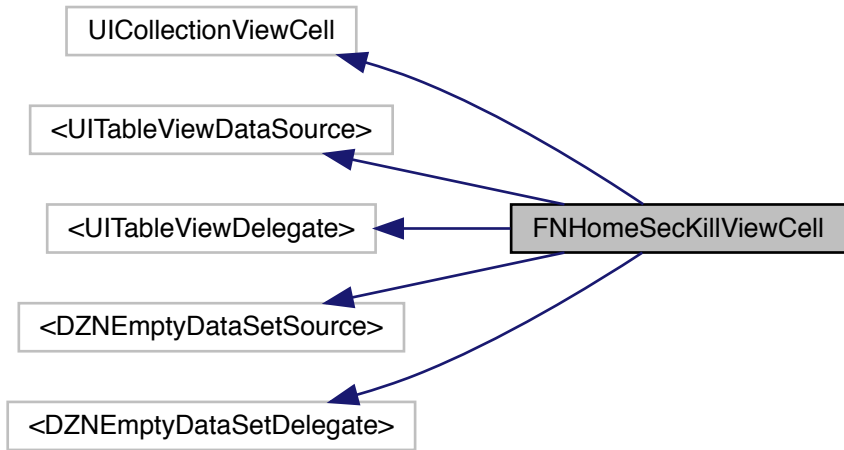 UICollectionViewCell
<UITableViewDataSource>
<UITableViewDelegate>
FNHomeSecKillViewCell
<DZNEmptyDataSetSource>
<DZNEmptyDataSetDelegate>